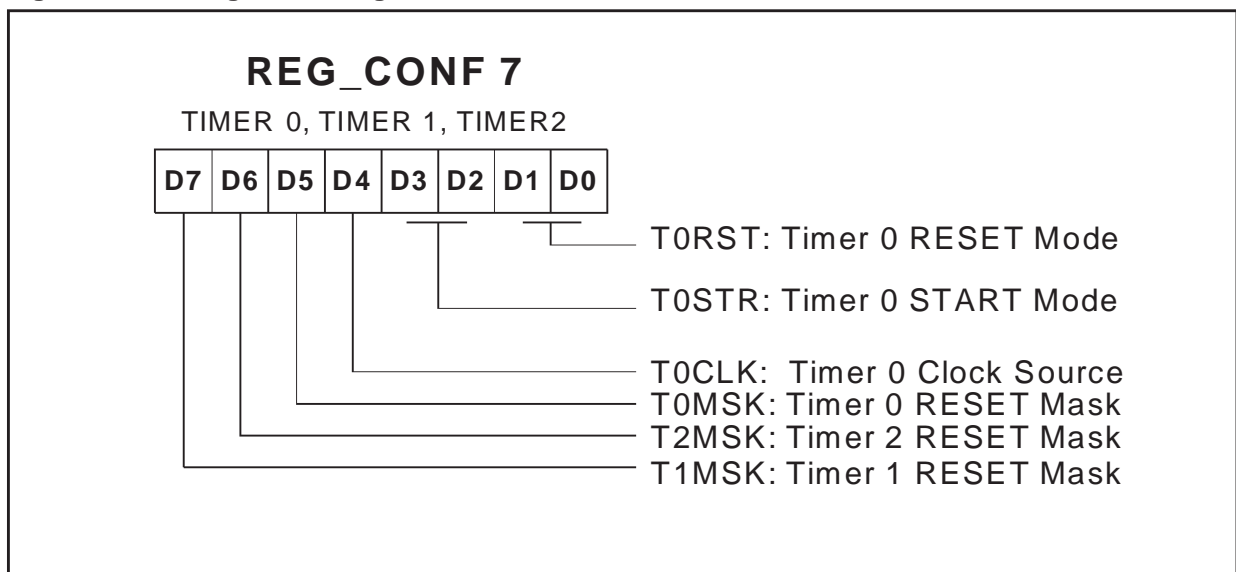 REG_CONF 7
TIMER 0, TIMER 1, TIMER2
D7 D6 D5 D4 D3 D2 D1 D0
T0RST: Timer 0 RESET Mode
T0STR: Timer 0 START Mode
T0CLK: Timer 0 Clock Source
T0MSK: Timer 0 RESET Mask
T2MSK: Timer 2 RESET Mask
T1MSK: Timer 1 RESET Mask